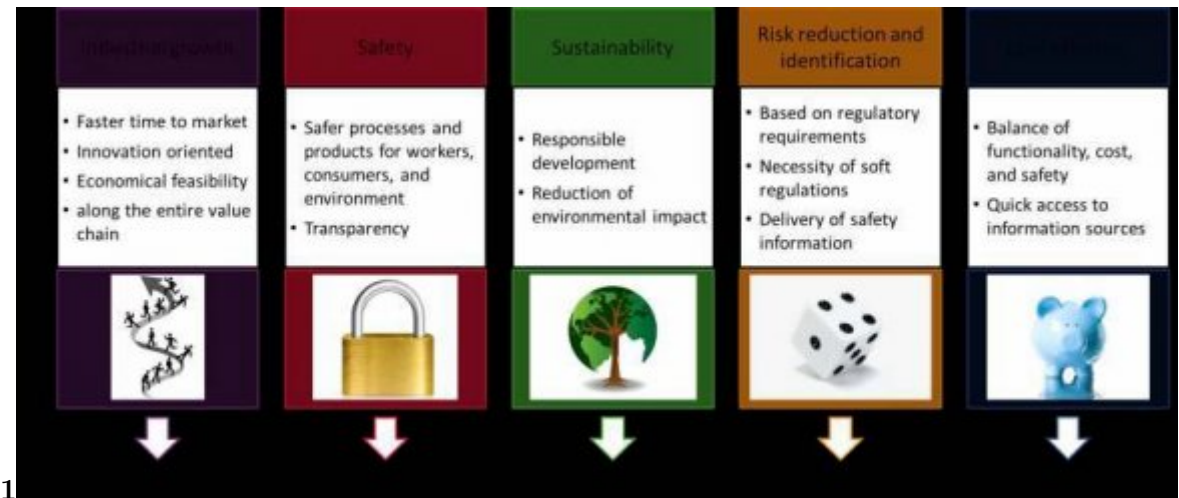 Industrial growth
Safety
Sustainability
Risk reduction and
identification
• Faster time to market
• Innovation oriented
• Economical feasibility
• along the entire value
chain
• Safer processes and
products for workers,
consumers, and
environment
• Transparency
• Responsible
development
• Reduction of
environmental impact
• Based on regulatory
requirements
• Necessity of soft
regulations
• Delivery of safety
information
• Balance of
functionality, cost,
and safety
• Quick access to
information sources
1